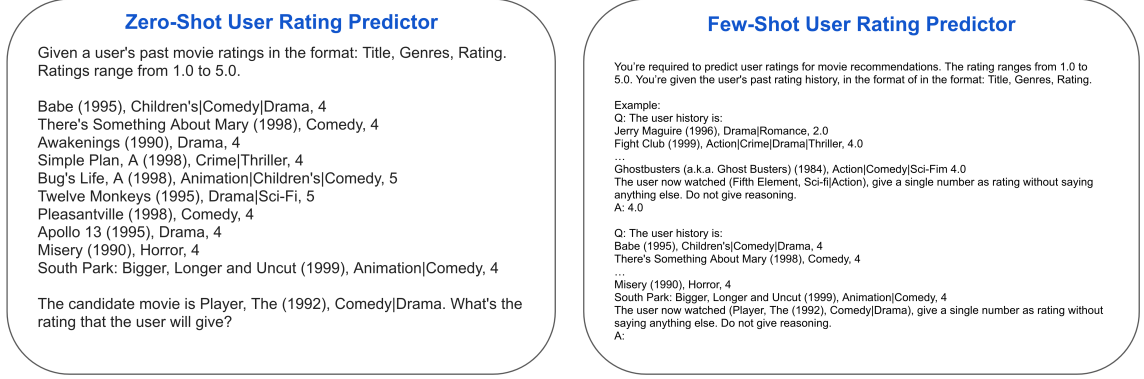 Zero-Shot User Rating Predictor
Given a user's past movie ratings in the format: Title, Genres, Rating.
Ratings range from 1.0 to 5.0.
Babe (1995), Children's|Comedy|Drama, 4
There's Something About Mary (1998), Comedy, 4
Awakenings (1990), Drama, 4
Simple Plan, A (1998), Crime|Thriller, 4
Bug's Life, A (1998), Animation|Children's|Comedy, 5
Twelve Monkeys (1995), Drama|Sci-Fi, 5
Pleasantville (1998), Comedy, 4
Apollo 13 (1995), Drama, 4
Misery (1990), Horror, 4
South Park: Bigger, Longer and Uncut (1999), Animation|Comedy, 4
The candidate movie is Player, The (1992), Comedy|Drama. What's the
rating that the user will give?
Few-Shot User Rating Predictor
You're required to predict user ratings for movie recommendations. The rating ranges from 1.0 to
5.0. You're given the user's past rating history, in the format of in the format: Title, Genres, Rating.
Example:
Q: The user history is:
Jerry Maguire (1996), Drama|Romance, 2.0
Fight Club (1999), Action|Crime|Drama|Thriller, 4.0
…
Ghostbusters (a.k.a. Ghost Busters) (1984), Action|Comedy|Sci-Fim 4.0
The user now watched (Fifth Element, Sci-fi|Action), give a single number as rating without saying
anything else. Do not give reasoning.
A: 4.0
Q: The user history is:
Babe (1995), Children's|Comedy|Drama, 4
There's Something About Mary (1998), Comedy, 4
…
Misery (1990), Horror, 4
South Park: Bigger, Longer and Uncut (1999), Animation|Comedy, 4
The user now watched (Player, The (1992), Comedy|Drama), give a single number as rating without
saying anything else. Do not give reasoning.
A: